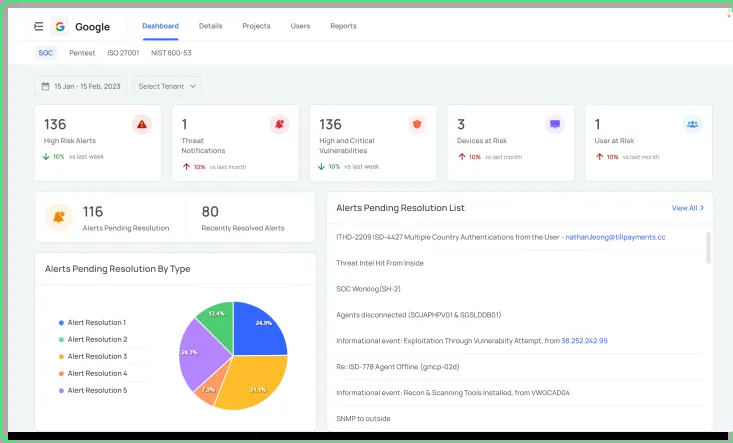 Google
Dashboard
Details
Projects
Users
Reports
SOC
Pentest
ISO 27001
NIST 800-53
15 Jan - 15 Feb, 2023
Select Tenant
136
High Risk Alerts
10% vs last week
1
Threat
Notifications
10% vs last month
136
High and Critical
Vulnerabilities
10% vs last week
3
Devices at Risk
10% vs last month
1
User at Risk
10% vs last month
116
Alerts Pending Resolution
80
Recently Resolved Alerts
Alerts Pending Resolution By Type
Alert Resolution 1
Alert Resolution 2
Alert Resolution 3
Alert Resolution 4
Alert Resolution 5
12.4%
24.9%
24.3%
7.3%
31.1%
Alerts Pending Resolution List
View All
ITHD-2209 ISD-4427 Multiple Country Authentications from the User - nathanJeong@tillpayments.cc
Threat Intel Hit From Inside
SOC Worklog(SH-2)
Agents disconnected (SGJAPHPV01 & SGSLDDB01)
Informational event: Exploitation Through Vulnerabiity Attempt, from 38.252.242.99
Re: ISD-778 Agent Offline (gmcp-02d)
Informational event: Recon & Scanning Tools Installed, from VWGCAD04
SNMP to outside